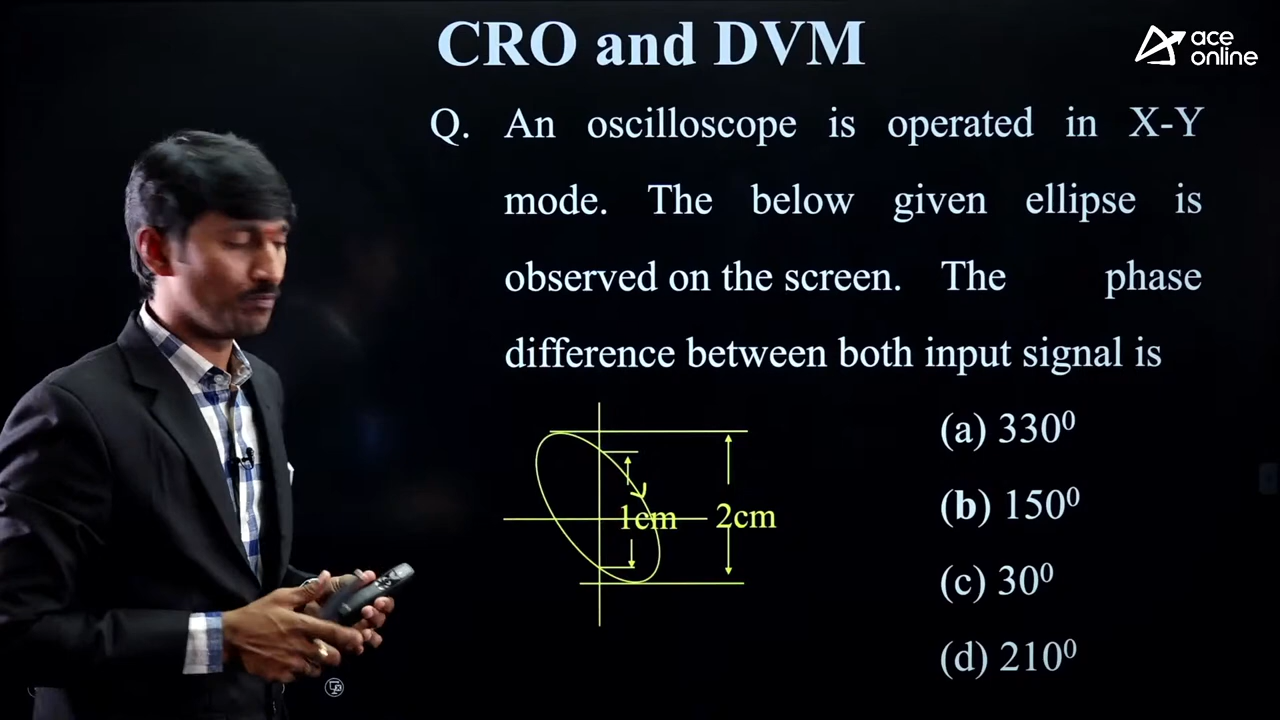 CRO and DVM
ace
online
Q. An oscilloscope is operated in X-Y
mode. The below given ellipse is
observed on the screen. The phase
difference between both input signal is
(a) 330⁰
(b) 150⁰
(c) 30⁰
(d) 210⁰
1cm
2cm